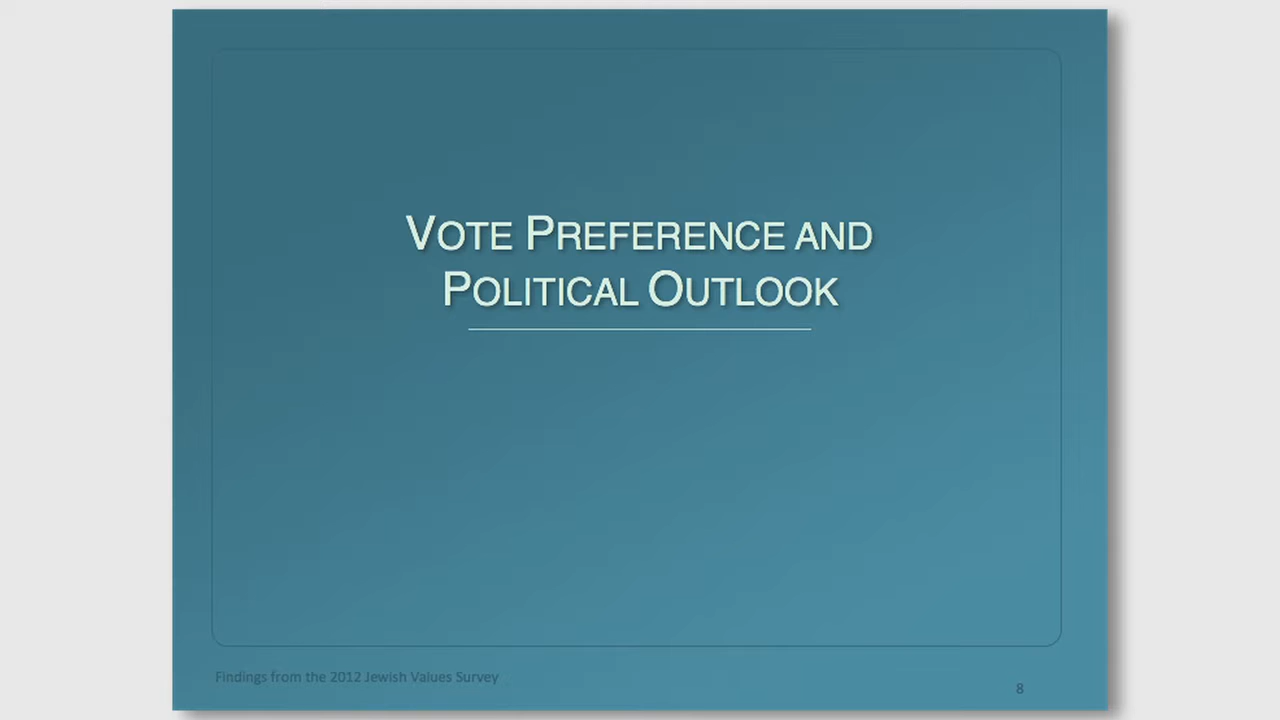 Vote Preference and
Political Outlook
Findings from the 2012 Jewish Values Survey
8